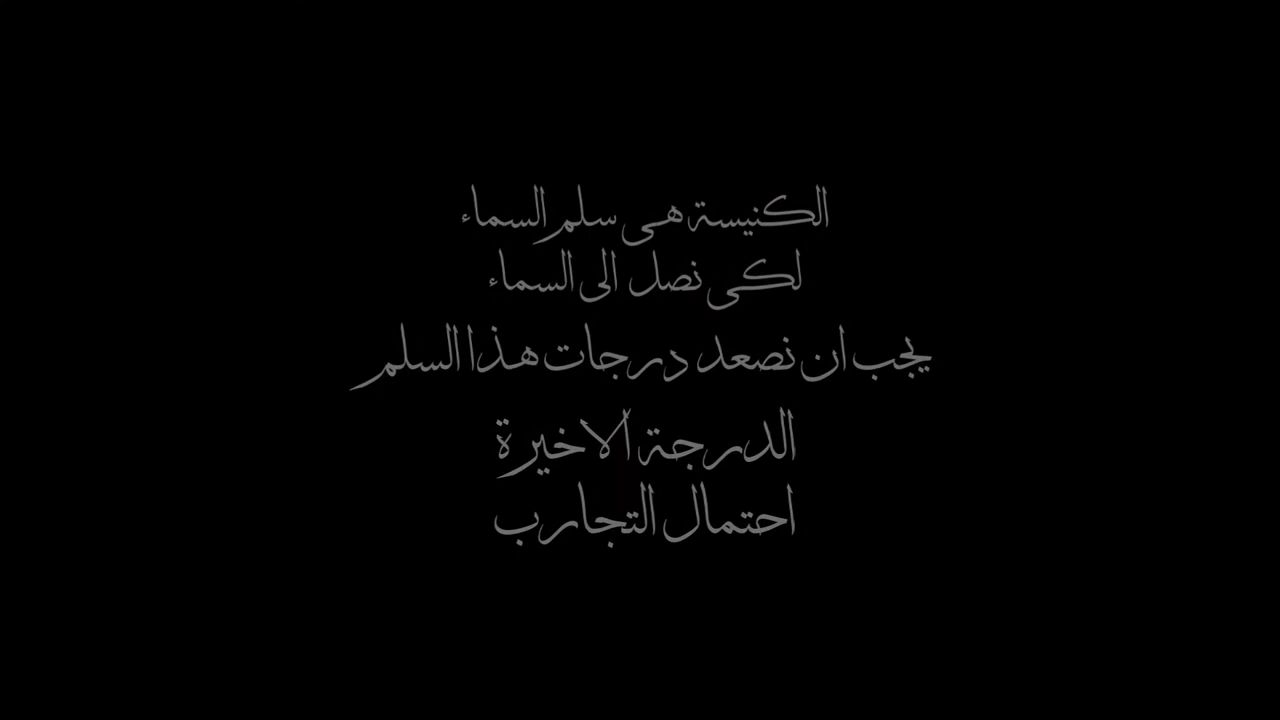 الكنيسة هى سلم السماء
لكى نصل الى السماء
يجب ان نصعد درجات هذا السلم
الدرجة الاخيرة
احتمال التجارب